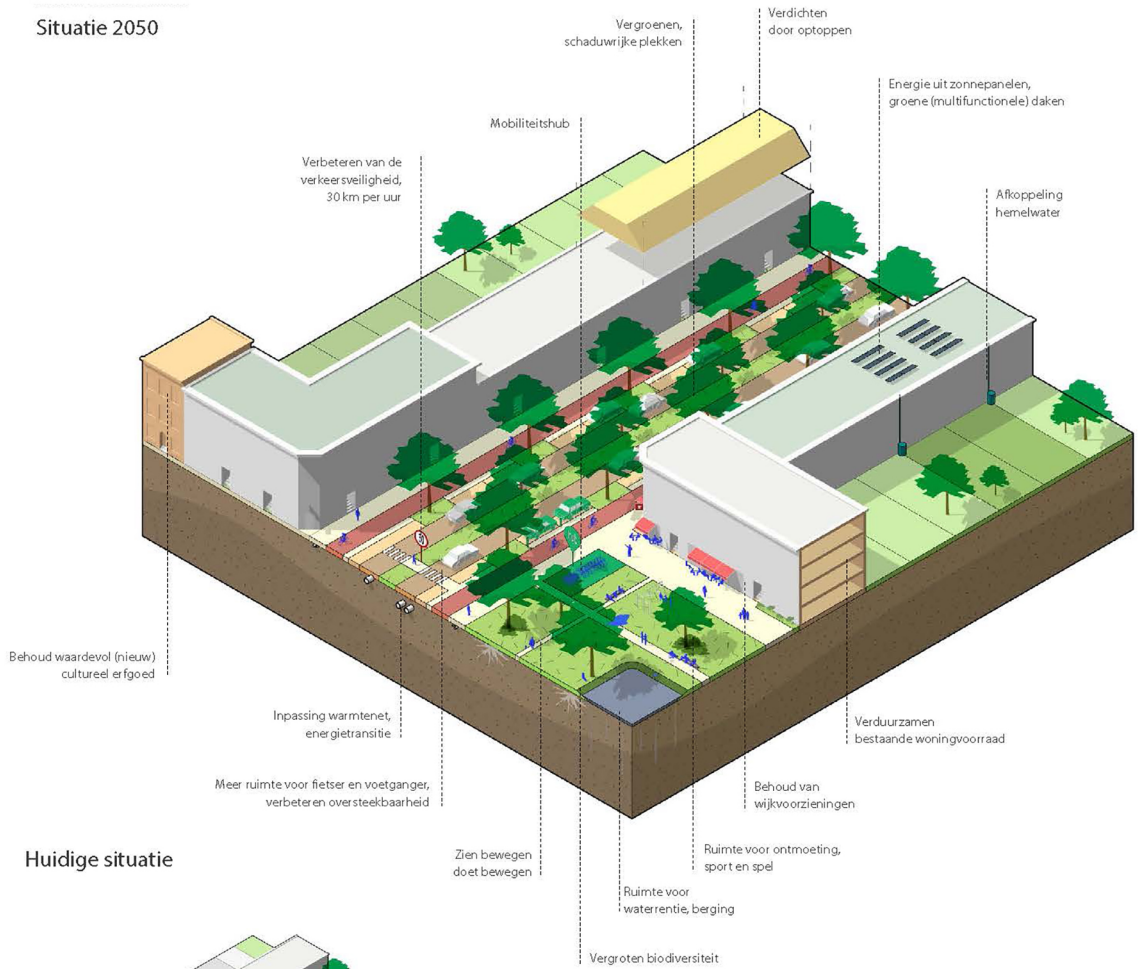 Situatie 2050
Vergroenen,
schaduwrijke plekken
Verdichten
door optoppen
Energie uit zonnepanelen,
groene (multifunctionele) daken
Mobiliteitshub
Verbeteren van de
verkeersveiligheid,
30 km per uur
Afkoppeling
hemelwater
Behoud waardevol (nieuw)
cultureel erfgoed
Inpassing warmtenet,
energietransitie
Meer ruimte voor fietser en voetganger,
verbeteren oversteekbaarheid
Verduurzamen
bestaande woningvoorraad
Behoud van
wijkvoorzieningen
Huidige situatie
Zien bewegen
doet bewegen
Ruimte voor ontmoeting,
sport en spel
Ruimte voor
waterrentie, berging
Vergroten biodiversiteit